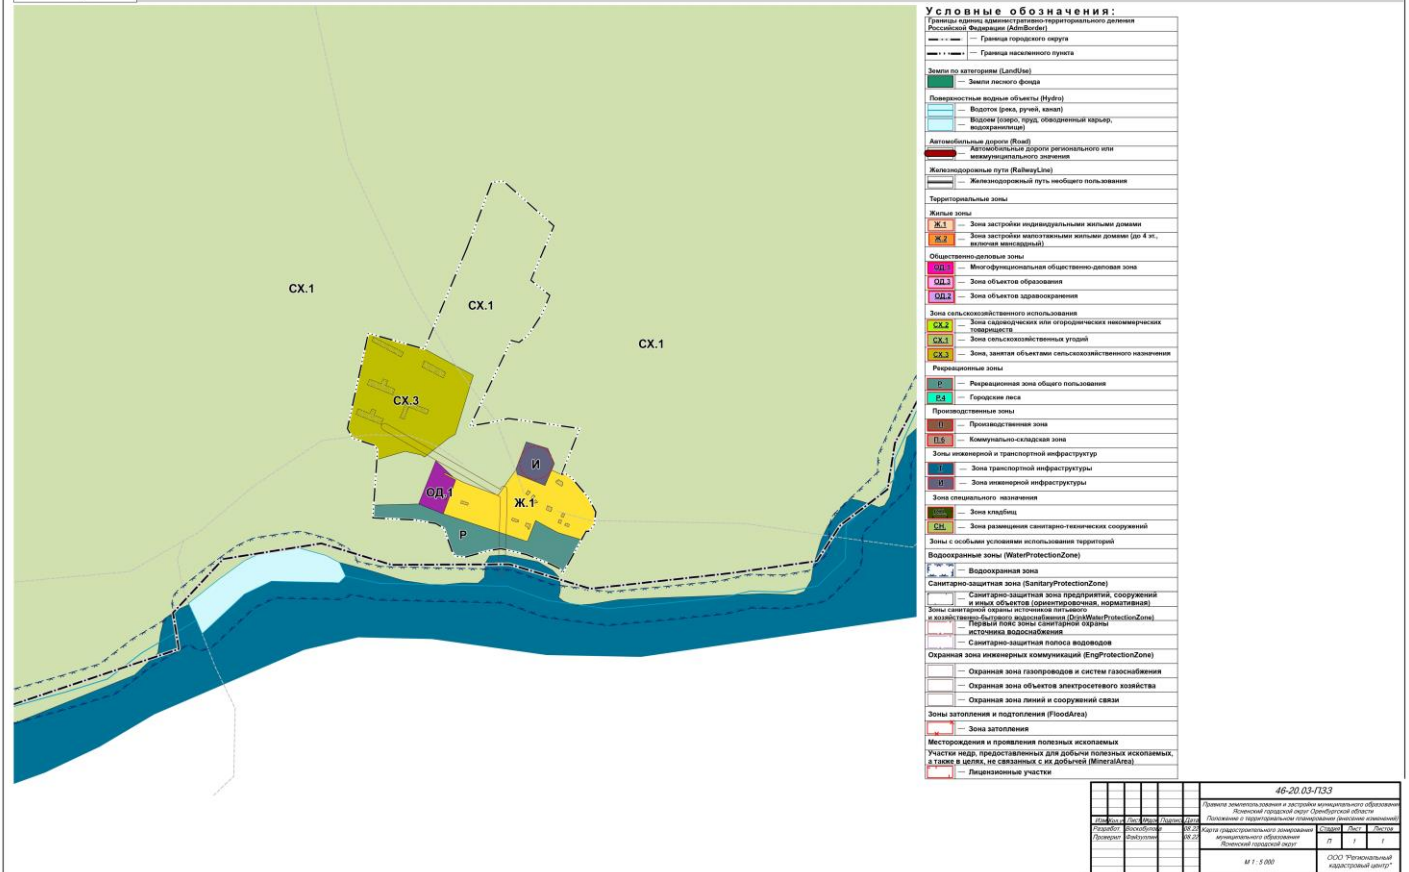 Условные обозначения:
Границы единиц административно-территориального деления
Российской Федерации (AdmBorder)
— Граница городского округа
— Граница населенного пункта
Земли по категориям (LandUse)
— Земли лесного фонда
Поверхностные водные объекты (Hydro)
— Водоток (река, ручей, канал)
— Водоем (озеро, пруд, обводненный карьер,
водохранилище)
Автомобильные дороги (Road)
— Автомобильные дороги регионального или
межмуниципального значения
Железнодорожные пути (RailwayLine)
— Железнодорожный путь необщего пользования
Территориальные зоны
Жилые зоны
Ж.1 — Зона застройки индивидуальными жилыми домами
Ж.2 — Зона застройки малоэтажными жилыми домами (до 4 эт.,
включая мансардный)
Общественно-деловые зоны
ОД.1 — Многофункциональная общественно-деловая зона
ОД.3 — Зона объектов образования
ОД.2 — Зона объектов здравоохранения
Зона сельскохозяйственного использования
СХ.2 — Зона садоводческих или огороднических некоммерческих
товариществ
СХ.1 — Зона сельскохозяйственных угодий
СХ.3 — Зона, занятая объектами сельскохозяйственного назначения
Рекреационные зоны
Р — Рекреационная зона общего пользования
Р.4 — Городские леса
Производственные зоны
П — Производственная зона
П.6 — Коммунально-складская зона
Зоны инженерной и транспортной инфраструктур
Т — Зона транспортной инфраструктуры
И — Зона инженерной инфраструктуры
Зона специального назначения
— Зона кладбищ
СН. — Зона размещения санитарно-технических сооружений
Зоны с особыми условиями использования территорий
Водоохранные зоны (WaterProtectionZone)
— Водоохранная зона
Санитарно-защитная зона (SanitaryProtectionZone)
— Санитарно-защитная зона предприятий, сооружений
и иных объектов (ориентировочная, нормативная)
Зоны санитарной охраны источников питьевого
и хозяйственно-бытового водоснабжения (DrinkWaterProtectionZone)
— Первый пояс зоны санитарной охраны
источника водоснабжения
— Санитарно-защитная полоса водоводов
Охранная зона инженерных коммуникаций (EngProtectionZone)
— Охранная зона газопроводов и систем газоснабжения
— Охранная зона объектов электросетевого хозяйства
— Охранная зона линий и сооружений связи
Зоны затопления и подтопления (FloodArea)
— Зона затопления
Месторождения и проявления полезных ископаемых
Участки недр, предоставленных для добычи полезных ископаемых,
а также в целях, не связанных с их добычей (MineralArea)
— Лицензионные участки
СХ.1
СХ.1
СХ.1
СХ.3
И
ОД.1
Ж.1
Р
46-20.03-ПЗЗ
Правила землепользования и застройки муниципального образования
Ясненский городской округ Оренбургской области
Положение о территориальном планировании (внесение изменений)
Подпись Дата
Разработ 08.22
Проверил 08.22
Карта градостроительного зонирования
муниципального образования
Ясненский городской округ
Стадия Лист Листов
П 1 1
М 1 : 5 000
ООО "Региональный
кадастровый центр"